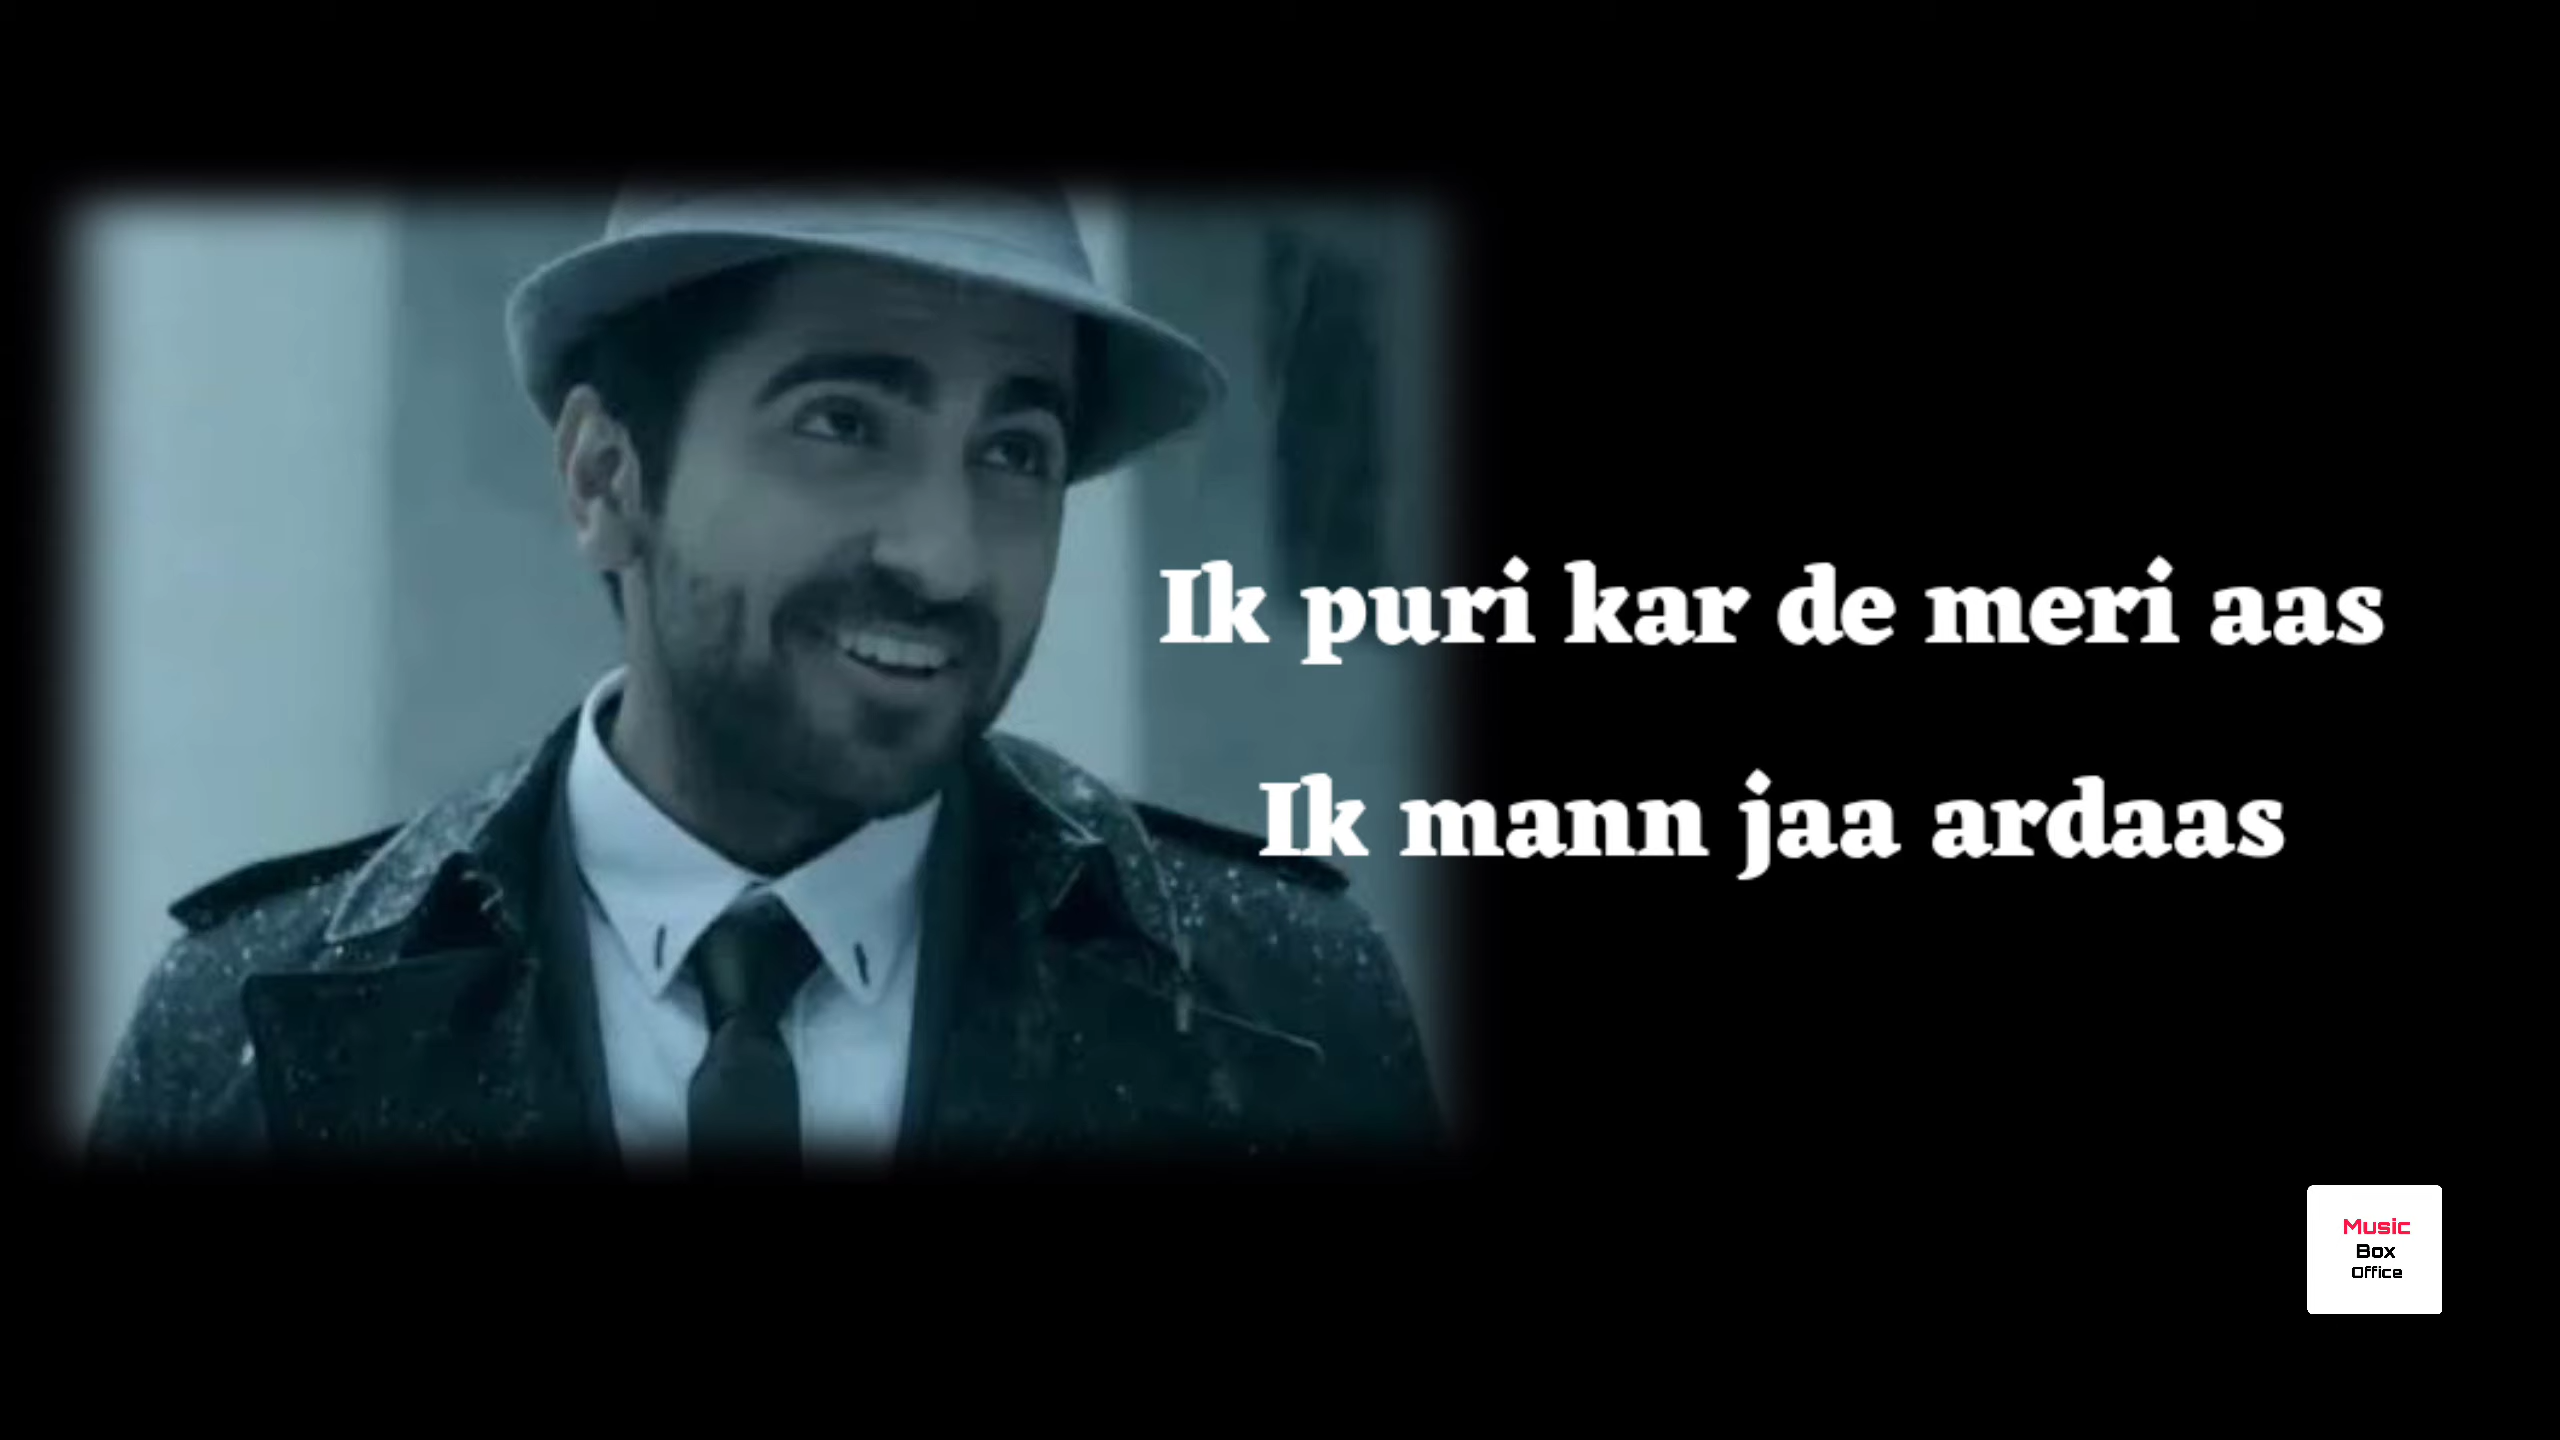 Ik puri kar de meri aas
Ik mann jaa ardaas
Music
Box
Office